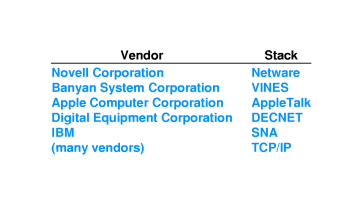 Vendor Stack
Novell Corporation Netware
Banyan System Corporation VINES
Apple Computer Corporation AppleTalk
Digital Equipment Corporation DECNET
IBM SNA
(many vendors) TCP/IP